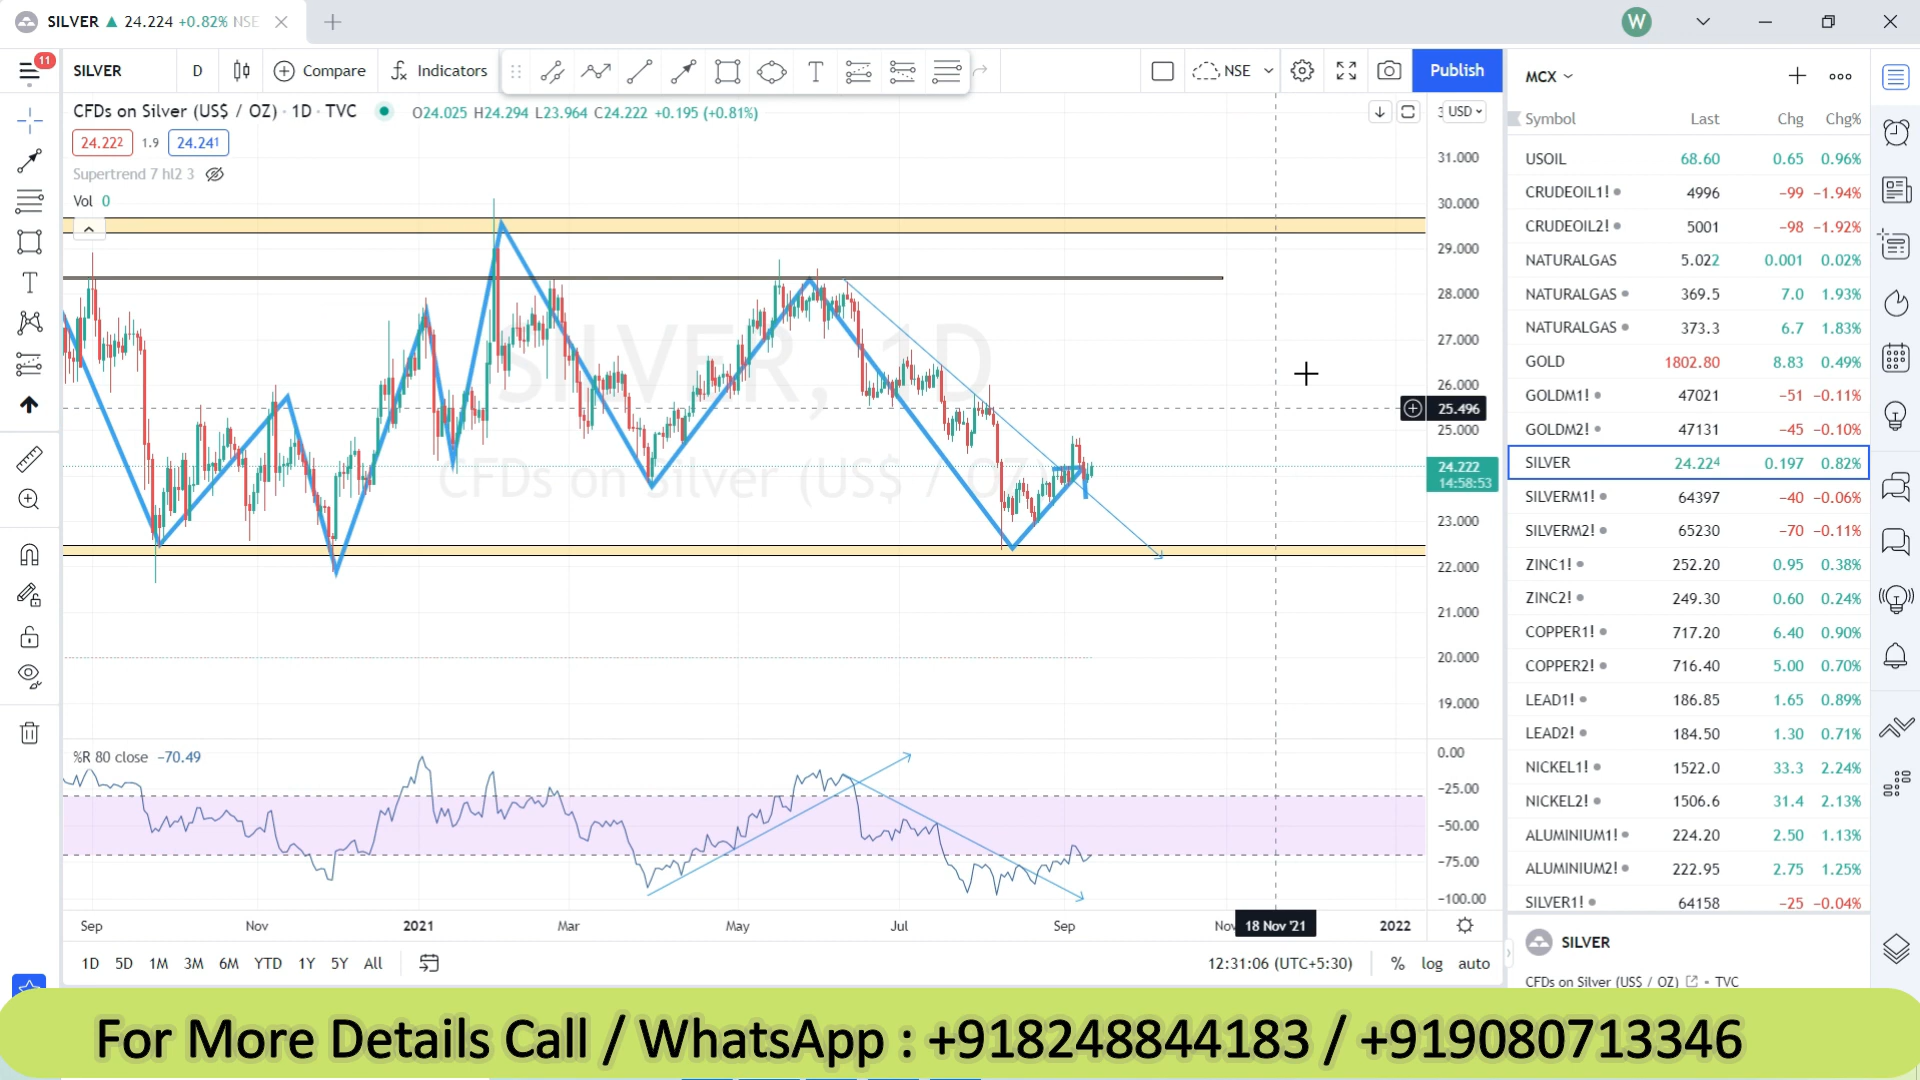 SILVER ▲ 24.224 +0.82% NSE
W
11
SILVER D Compare Indicators NSE Publish
CFDs on Silver (US$ / OZ) · 1D · TVC O24.025 H24.294 L23.964 C24.222 +0.195 (+0.81%)
24.222 1.9 24.241
Supertrend 7 hl2 3
Vol 0
SILVER, 1D
CFDs on Silver (US$ / OZ)
USD
31.000
30.000
29.000
28.000
27.000
26.000
25.496
25.000
24.222
14:58:53
23.000
22.000
21.000
20.000
19.000
%R 80 close −70.49
0.00
−25.00
−50.00
−75.00
−100.00
Sep Nov 2021 Mar May Jul Sep Nov 18 Nov '21 2022
1D 5D 1M 3M 6M YTD 1Y 5Y All 12:31:06 (UTC+5:30) % log auto
MCX
Symbol Last Chg Chg%
USOIL 68.60 0.65 0.96%
CRUDEOIL1! 4996 −99 −1.94%
CRUDEOIL2! 5001 −98 −1.92%
NATURALGAS 5.022 0.001 0.02%
NATURALGAS 369.5 7.0 1.93%
NATURALGAS 373.3 6.7 1.83%
GOLD 1802.80 8.83 0.49%
GOLDM1! 47021 −51 −0.11%
GOLDM2! 47131 −45 −0.10%
SILVER 24.224 0.197 0.82%
SILVERM1! 64397 −40 −0.06%
SILVERM2! 65230 −70 −0.11%
ZINC1! 252.20 0.95 0.38%
ZINC2! 249.30 0.60 0.24%
COPPER1! 717.20 6.40 0.90%
COPPER2! 716.40 5.00 0.70%
LEAD1! 186.85 1.65 0.89%
LEAD2! 184.50 1.30 0.71%
NICKEL1! 1522.0 33.3 2.24%
NICKEL2! 1506.6 31.4 2.13%
ALUMINIUM1! 224.20 2.50 1.13%
ALUMINIUM2! 222.95 2.75 1.25%
SILVER1! 64158 −25 −0.04%
SILVER
CFDs on Silver (US$ / OZ) • TVC
For More Details Call / WhatsApp : +918248844183 / +919080713346